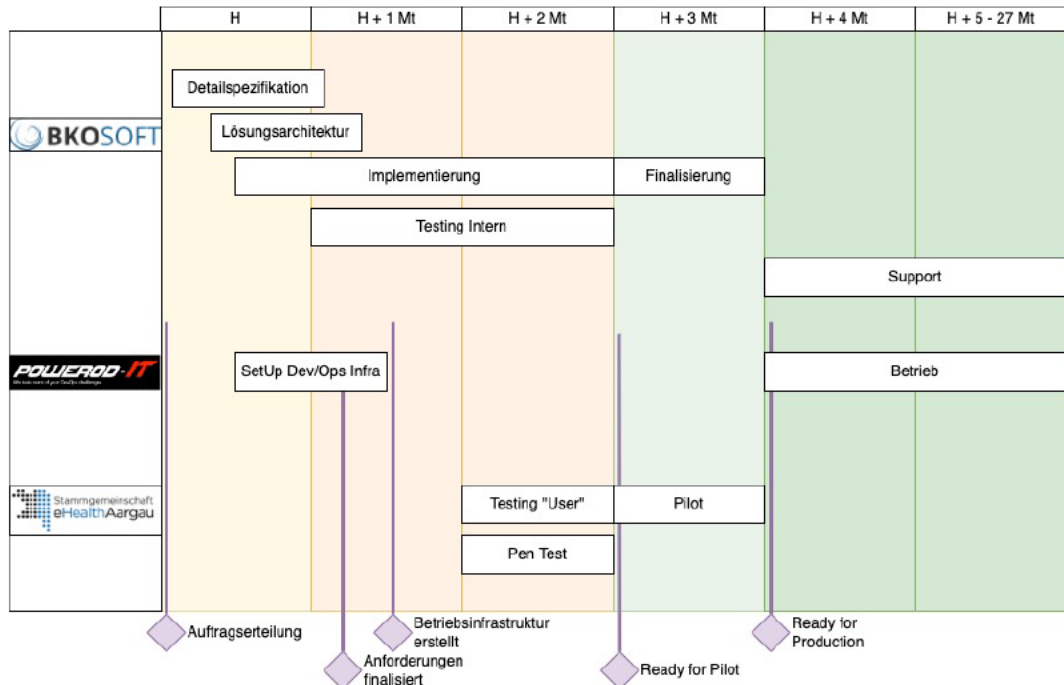 H
H + 1 Mt
H + 2 Mt
H + 3 Mt
H + 4 Mt
H + 5 - 27 Mt
Detailspezifikation
BKOSOFT
Lösungsarchitektur
Implementierung
Finalisierung
Testing Intern
Support
POWEROD-IT
SetUp Dev/Ops Infra
Betrieb
Stammgemeinschaft
eHealthAargau
Testing "User"
Pilot
Pen Test
Auftragserteilung
Betriebsinfrastruktur
erstellt
Ready for
Production
Anforderungen
finalisiert
Ready for Pilot